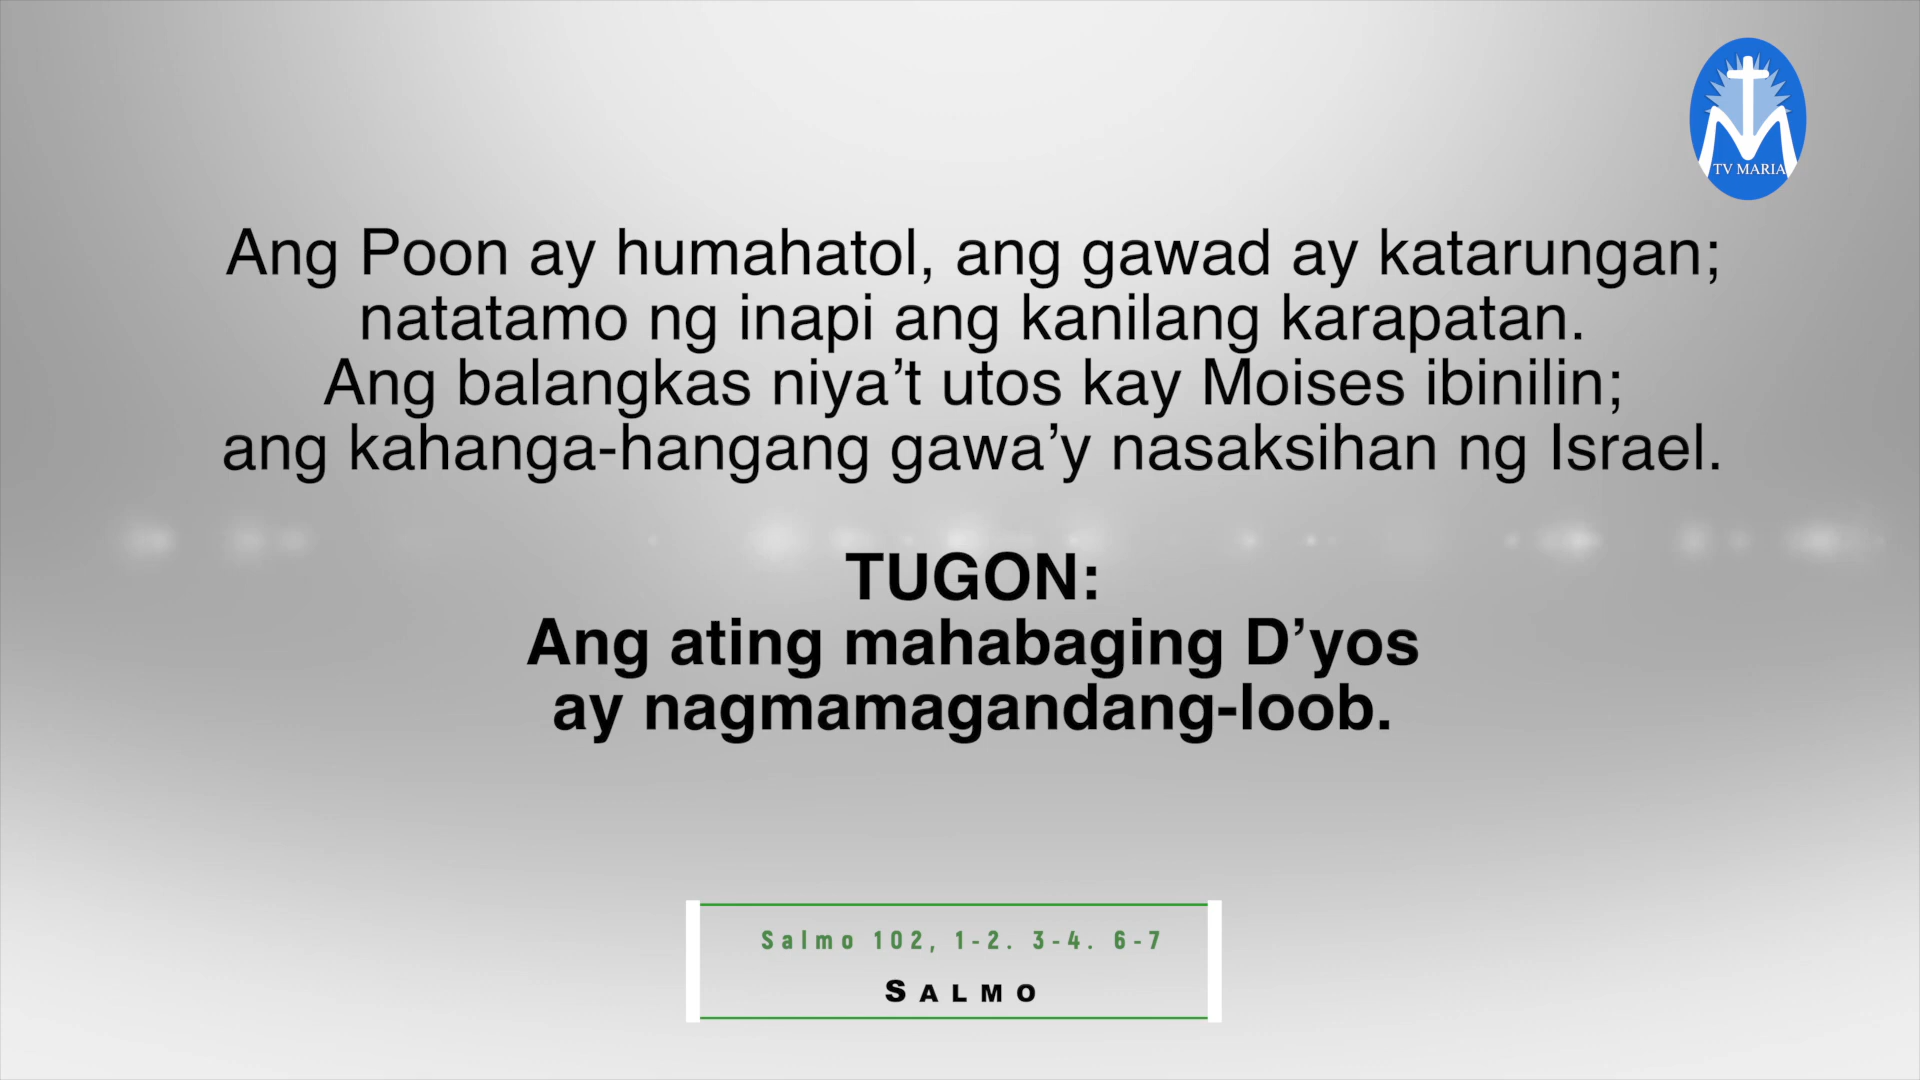 TV MARIA
Ang Poon ay humahatol, ang gawad ay katarungan;
natatamo ng inapi ang kanilang karapatan.
Ang balangkas niya’t utos kay Moises ibinilin;
ang kahanga-hangang gawa’y nasaksihan ng Israel.
TUGON:
Ang ating mahabaging D’yos
ay nagmamagandang-loob.
Salmo 102, 1-2. 3-4. 6-7
SALMO